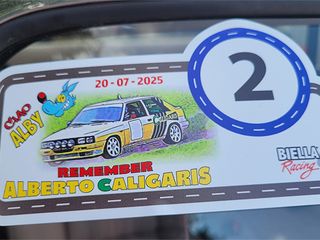 CIAO
ALBY
20-07-2025
2
REMEMBER
ALBERTO CALIGARIS
BIELLA
Racing